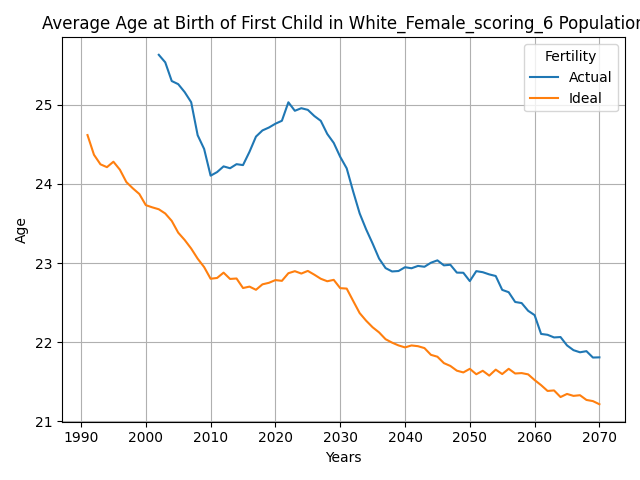 Average Age at Birth of First Child in White_Female_scoring_6 Population
Fertility
Actual
Ideal
25
24
23
22
21
Age
1990 2000 2010 2020 2030 2040 2050 2060 2070
Years